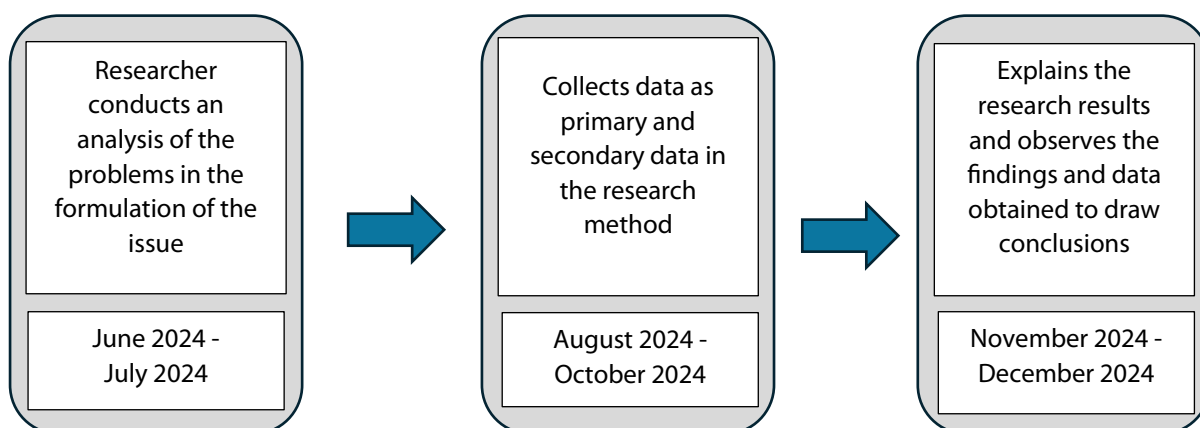 Researcher
conducts an
analysis of the
problems in the
formulation of the
issue
June 2024 -
July 2024
Collects data as
primary and
secondary data in
the research
method
August 2024 -
October 2024
Explains the
research results
and observes the
findings and data
obtained to draw
conclusions
November 2024 -
December 2024